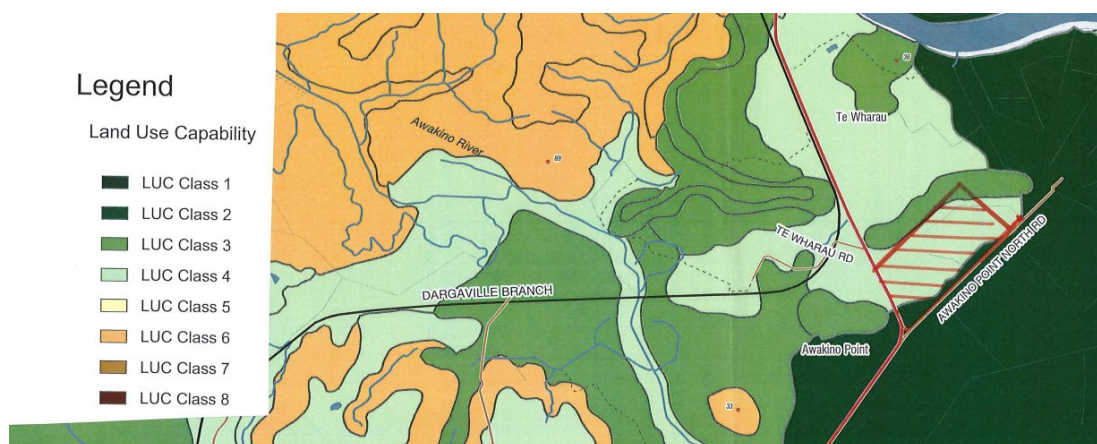 Legend
Land Use Capability
LUC Class 1
LUC Class 2
LUC Class 3
LUC Class 4
LUC Class 5
LUC Class 6
LUC Class 7
LUC Class 8
Awakino River
89
36
Te Wharau
TE WHARAU RD
DARGAVILLE BRANCH
AWAKINO POINT NORTH RD
Awakino Point
33